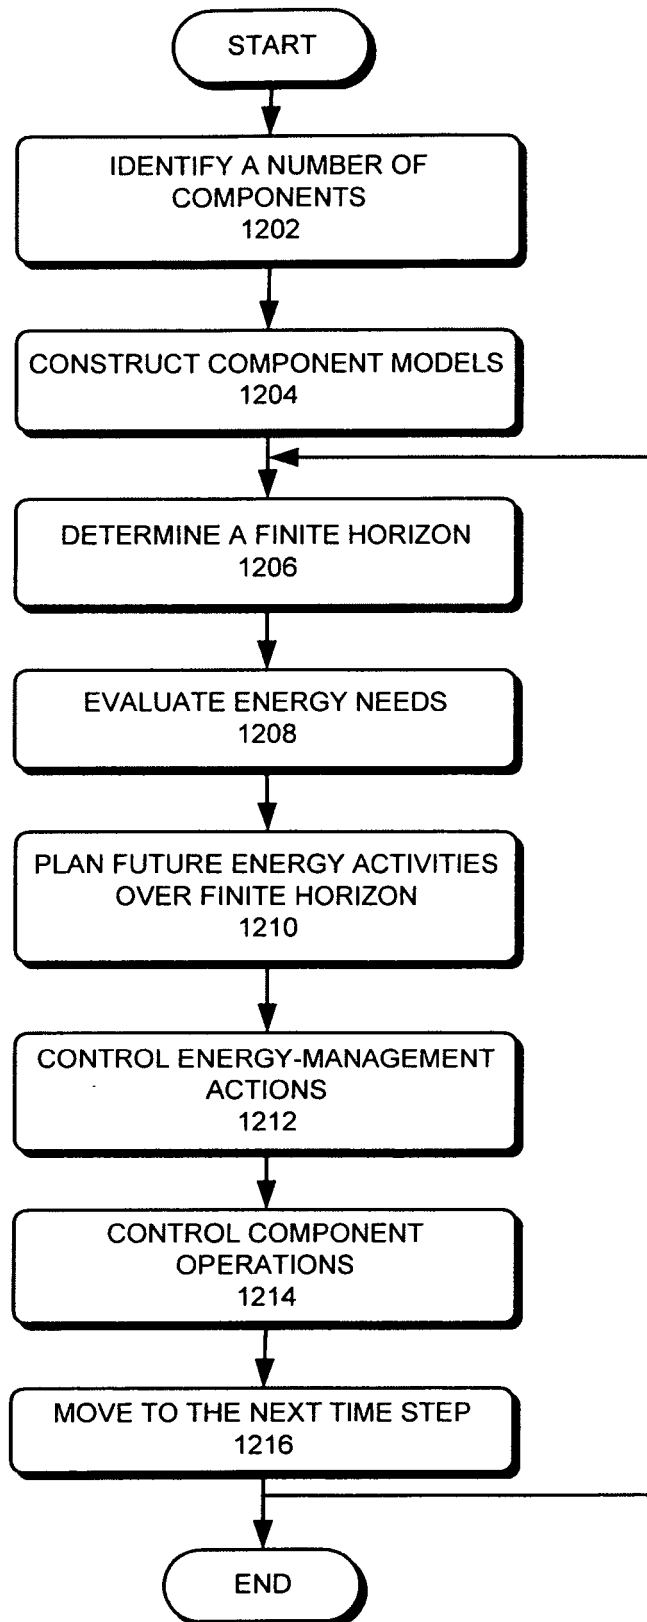 START
IDENTIFY A NUMBER OF
COMPONENTS
1202
CONSTRUCT COMPONENT MODELS
1204
DETERMINE A FINITE HORIZON
1206
EVALUATE ENERGY NEEDS
1208
PLAN FUTURE ENERGY ACTIVITIES
OVER FINITE HORIZON
1210
CONTROL ENERGY-MANAGEMENT
ACTIONS
1212
CONTROL COMPONENT
OPERATIONS
1214
MOVE TO THE NEXT TIME STEP
1216
END